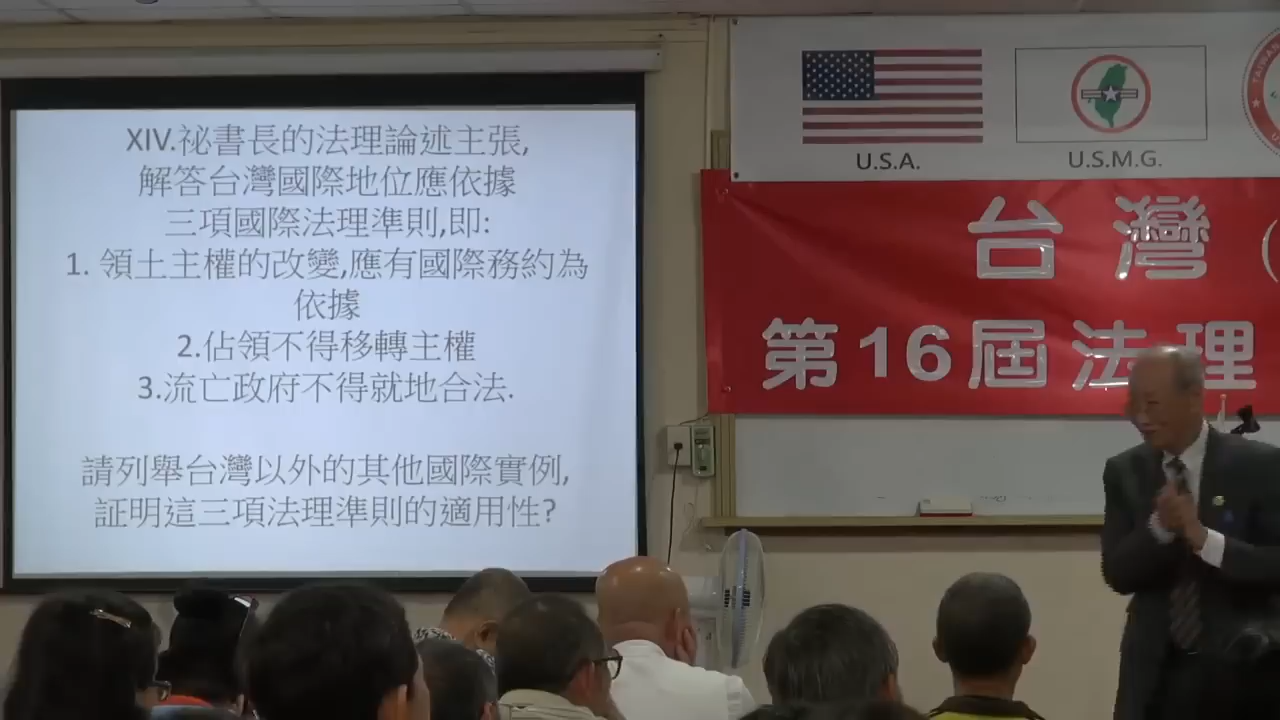 XIV.祕書長的法理論述主張,
解答台灣國際地位應依據
三項國際法理準則,即:
1. 領土主權的改變,應有國際務約為
依據
2.佔領不得移轉主權
3.流亡政府不得就地合法.
請列舉台灣以外的其他國際實例,
証明這三項法理準則的適用性?
U.S.A.
U.S.M.G.
台灣(
第16屆法理